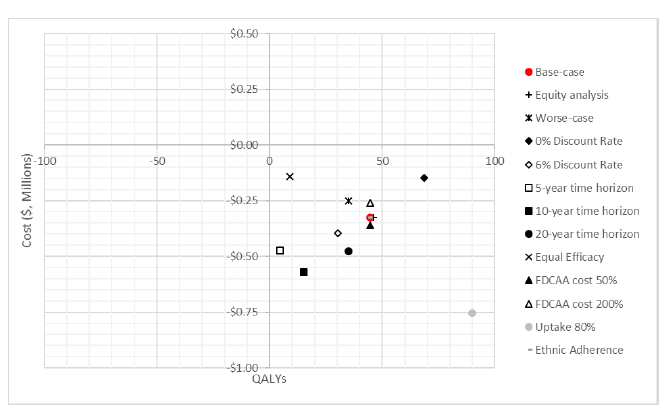 $0.50
$0.25
$0.00
-100
-50
0
50
100
-$0.25
-$0.50
-$0.75
-$1.00
Cost ($, Millions)
QALYs
Base-case
Equity analysis
Worse-case
0% Discount Rate
6% Discount Rate
5-year time horizon
10-year time horizon
20-year time horizon
Equal Efficacy
FDCAA cost 50%
FDCAA cost 200%
Uptake 80%
Ethnic Adherence